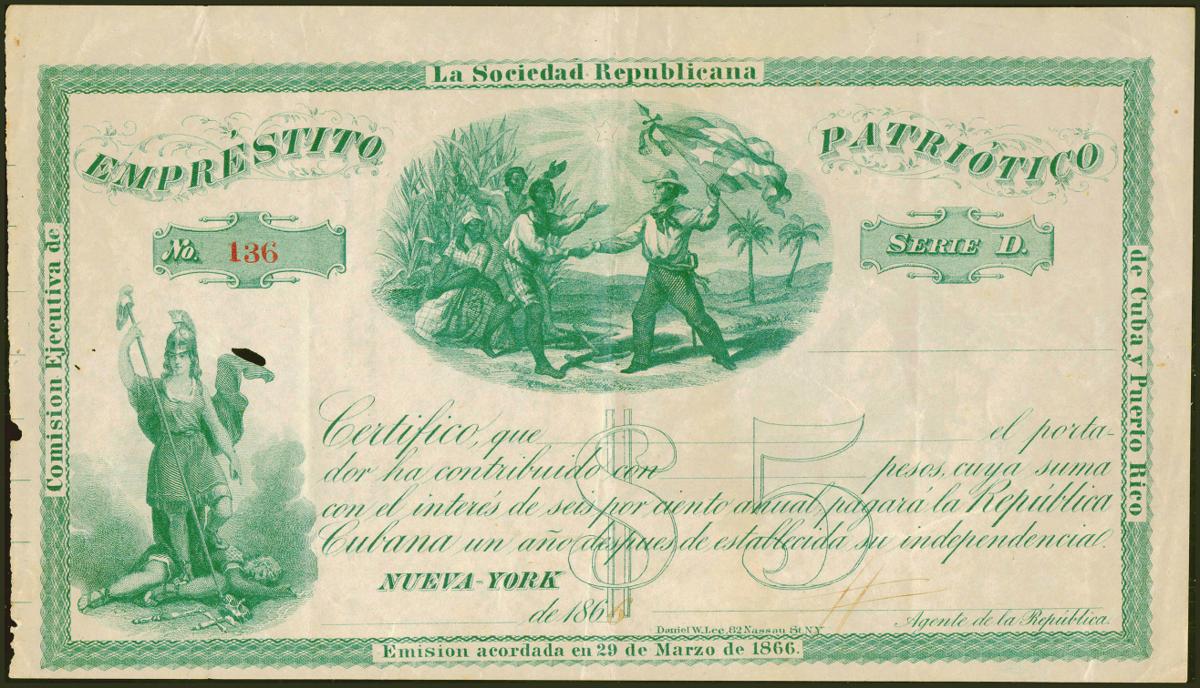 La Sociedad Republicana
EMPRÉSTITO
PATRIÓTICO
No. 136
SERIE D.
Comision Ejecutiva de
de Cuba y Puerto Rico
Certifico, que el porta-
dor ha contribuido con pesos, cuya suma
con el interés de seis por ciento anual, pagará la República
Cubana un año despues de establecida su independencia.
$5
NUEVA-YORK
de 186
Agente de la República.
Daniel W. Lee, 82 Nassau St. N.Y.
Emision acordada en 29 de Marzo de 1866.